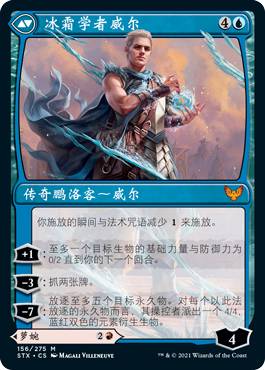 冰霜学者威尔 4
传奇鹏洛客～威尔
你施放的瞬间与法术咒语减少 1 来施放。
+1 ：至多一个目标生物的基础力量与防御力为
0/2 直到你的下一个回合。
-3 ：抓两张牌。
-7 ：放逐至多五个目标永久物。对每个以此法
放逐的永久物而言，其操控者派出一个 4/4，
蓝红双色的元素衍生生物。
萝婉 2
4
156/275 M
STX • CS MAGALI VILLENEUVE
™ & © 2021 Wizards of the Coast